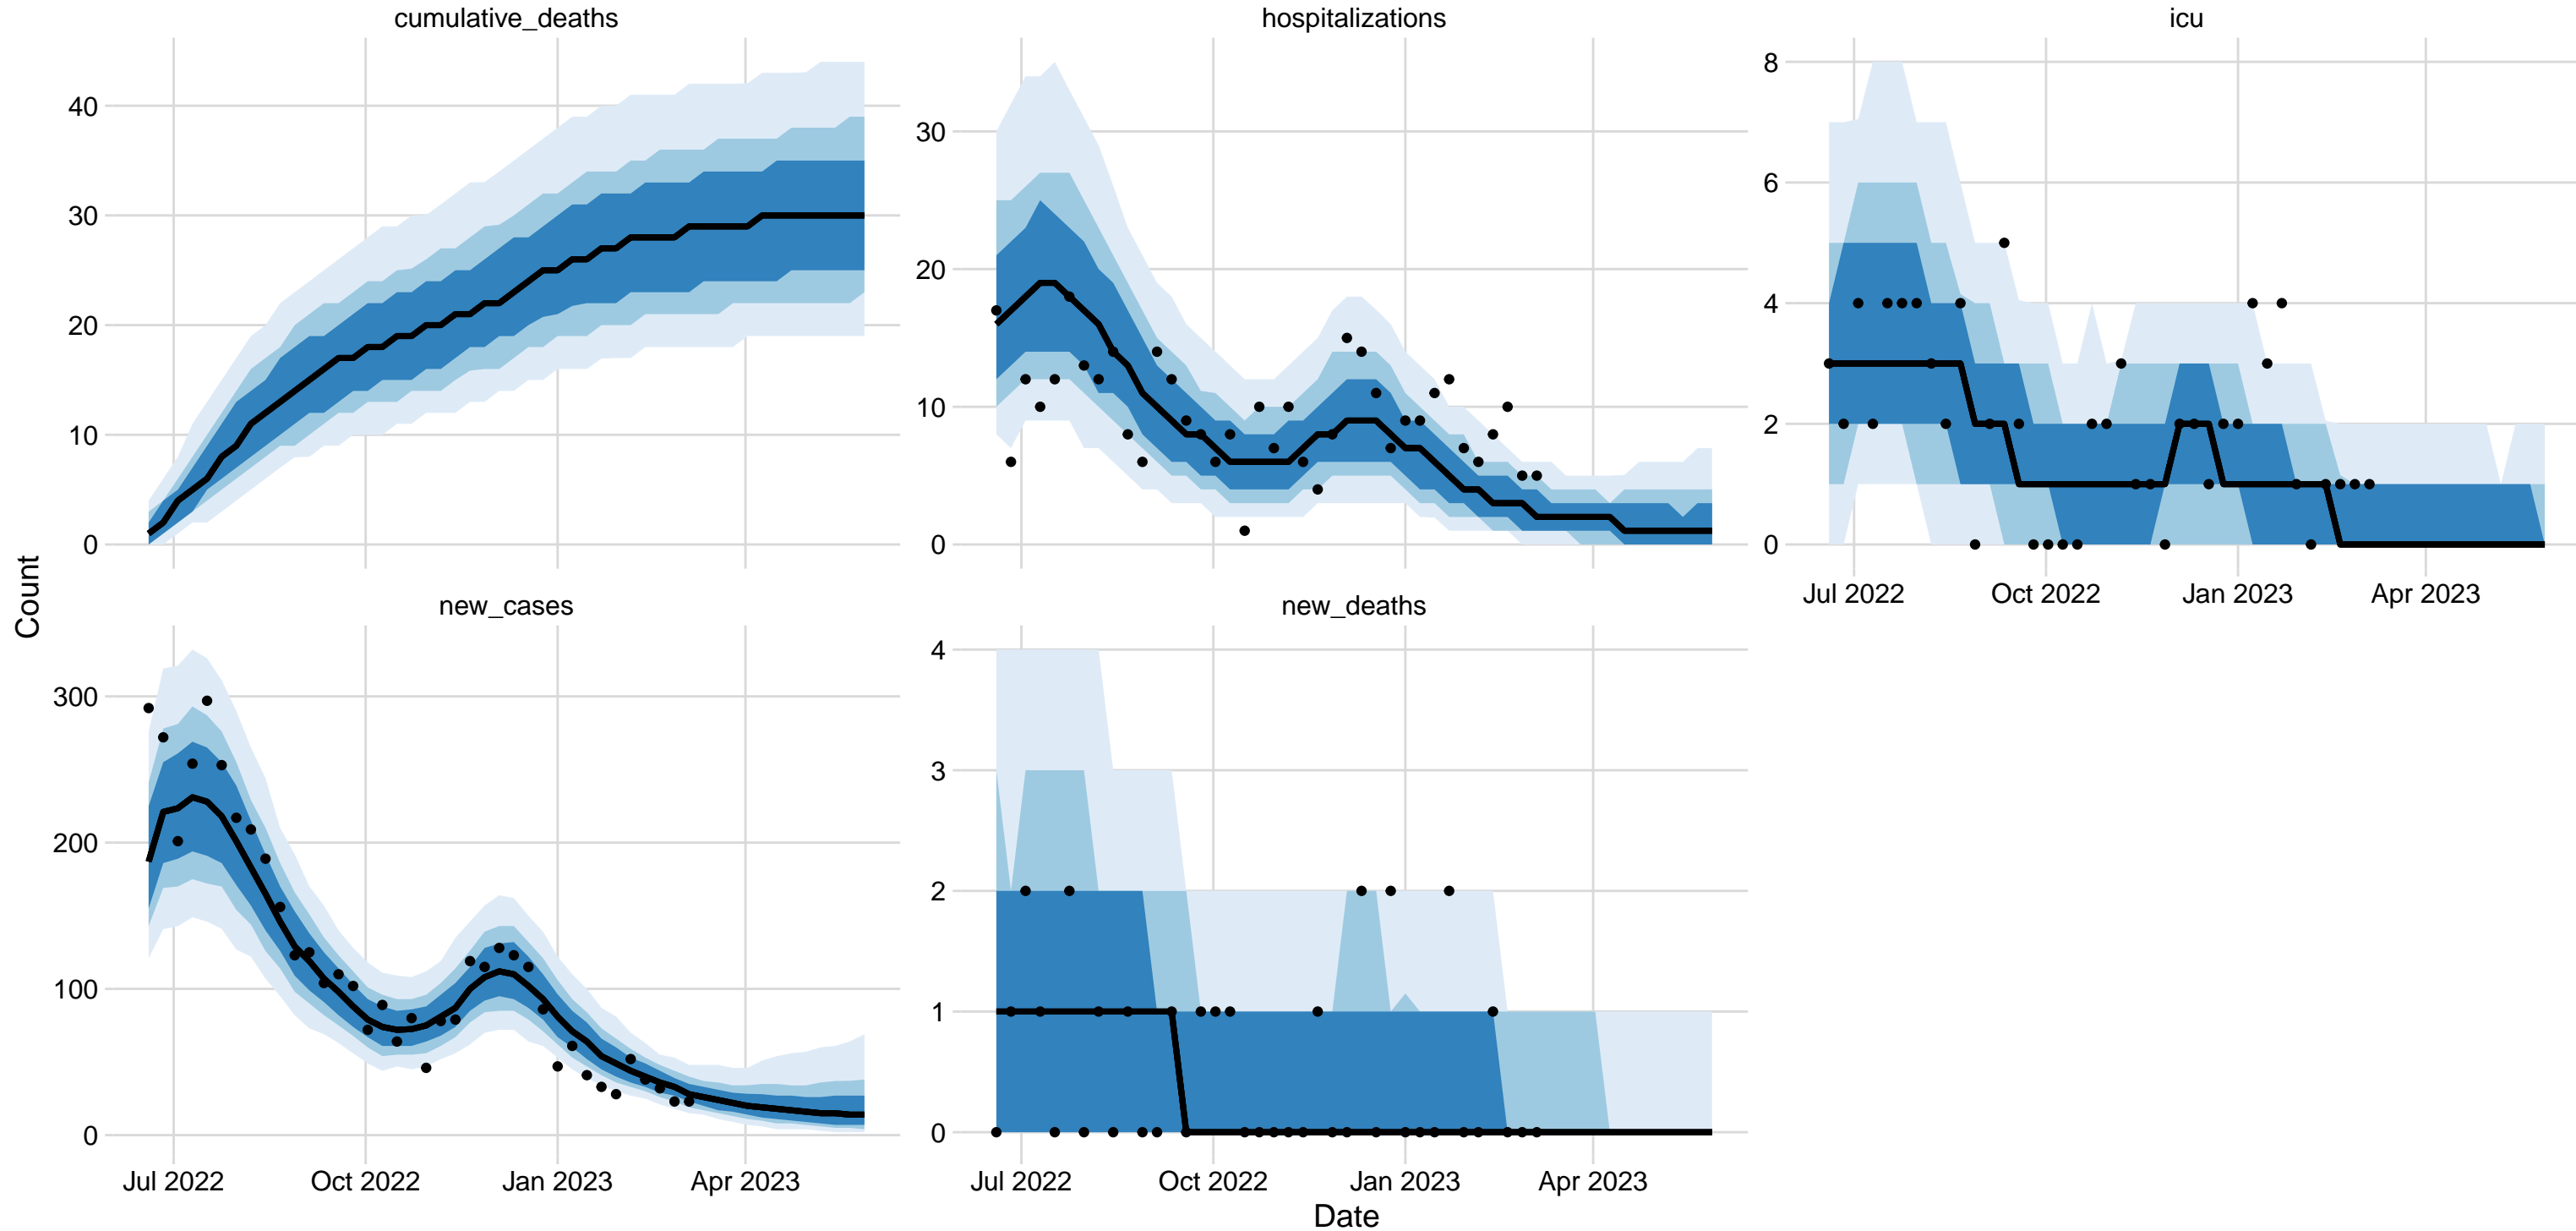 cumulative_deaths
hospitalizations
icu
40
30
20
10
0
30
20
10
0
8
6
4
2
0
Jul 2022
Oct 2022
Jan 2023
Apr 2023
Count
new_cases
new_deaths
300
200
100
0
4
3
2
1
0
Jul 2022
Oct 2022
Jan 2023
Apr 2023
Jul 2022
Oct 2022
Jan 2023
Apr 2023
Date